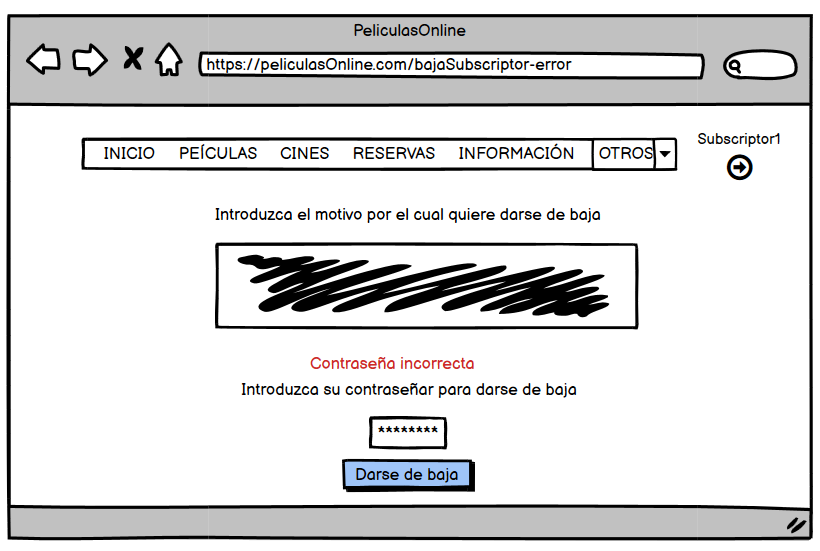 PeliculasOnline
https://peliculasOnline.com/bajaSubscriptor-error
Subscriptor1
INICIO PEÍCULAS CINES RESERVAS INFORMACIÓN OTROS
Introduzca el motivo por el cual quiere darse de baja
Contraseña incorrecta
Introduzca su contraseñar para darse de baja
********
Darse de baja